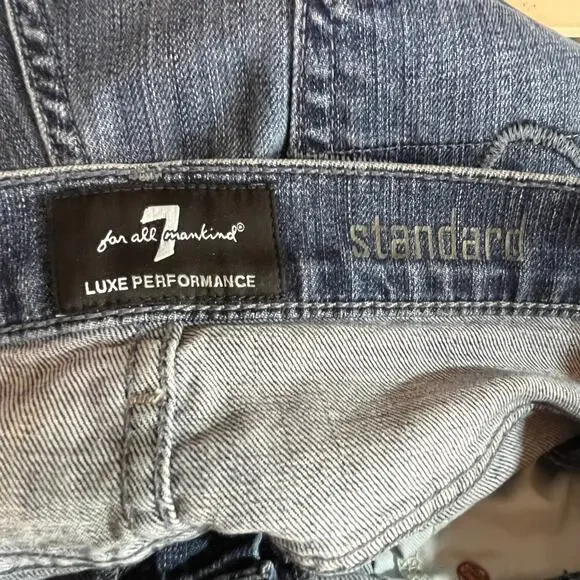 7
for all mankind®
LUXE PERFORMANCE
standard